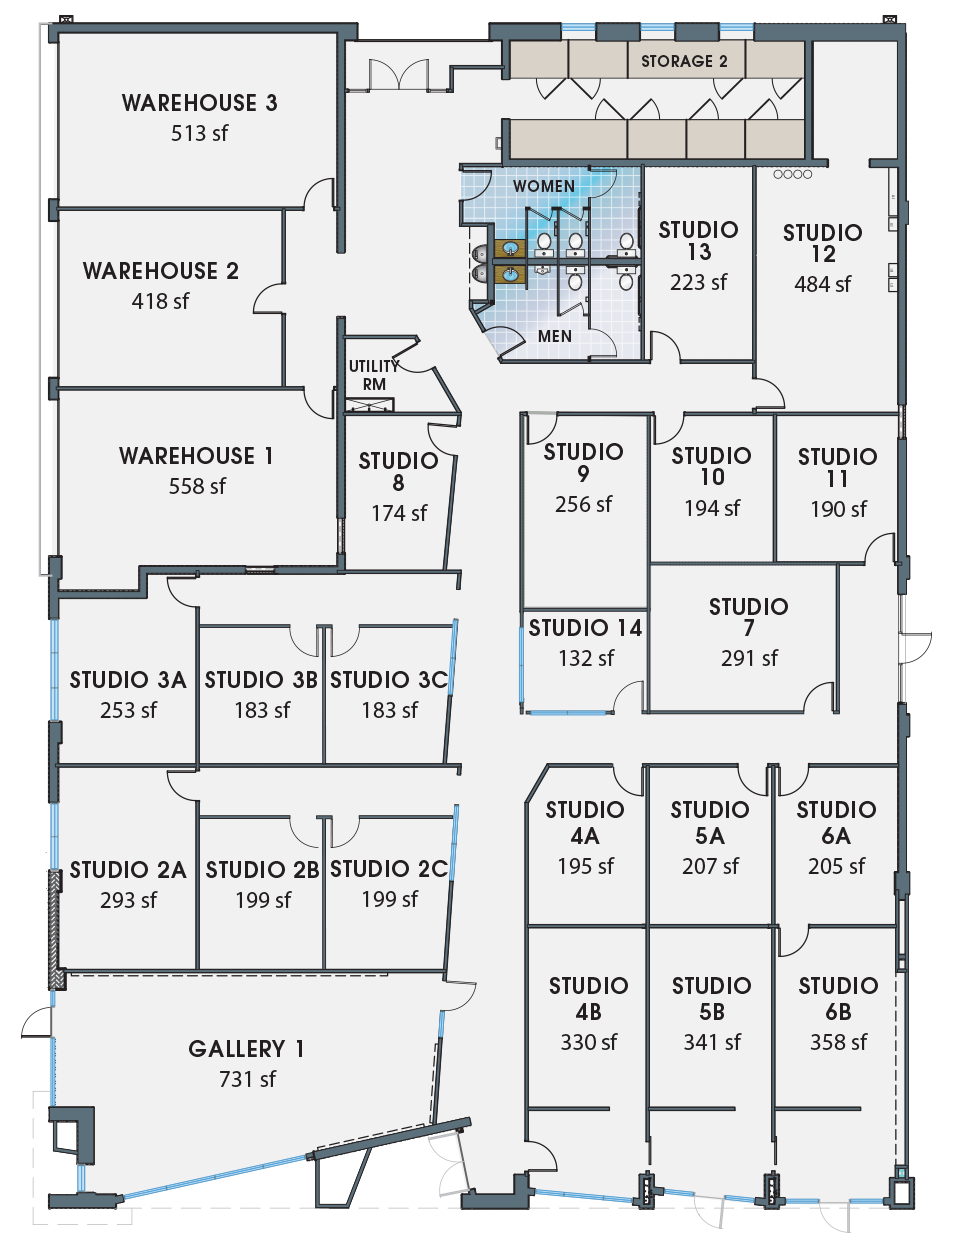 STORAGE 2
WAREHOUSE 3
513 sf
WOMEN
STUDIO
13
223 sf
STUDIO
12
484 sf
WAREHOUSE 2
418 sf
MEN
UTILITY
RM
WAREHOUSE 1
558 sf
STUDIO
8
174 sf
STUDIO
9
256 sf
STUDIO
10
194 sf
STUDIO
11
190 sf
STUDIO 14
132 sf
STUDIO
7
291 sf
STUDIO 3A
253 sf
STUDIO 3B
183 sf
STUDIO 3C
183 sf
STUDIO
4A
195 sf
STUDIO
5A
207 sf
STUDIO
6A
205 sf
STUDIO 2A
293 sf
STUDIO 2B
199 sf
STUDIO 2C
199 sf
STUDIO
4B
330 sf
STUDIO
5B
341 sf
STUDIO
6B
358 sf
GALLERY 1
731 sf